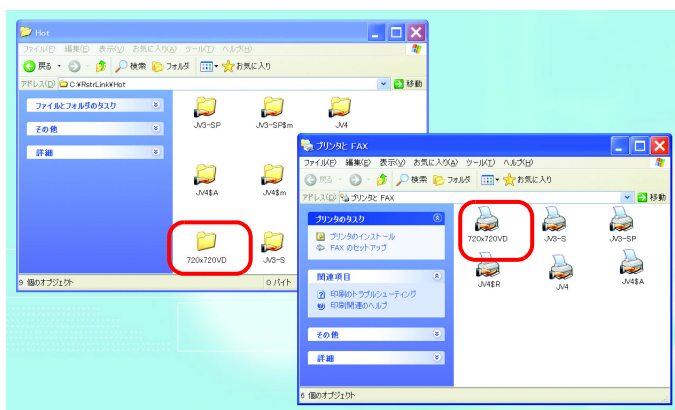 Hot
ファイル(F) 編集(E) 表示(V) お気に入り(A) ツール(T) ヘルプ(H)
戻る 検索 フォルダ お気に入り
アドレス(D) C:¥RstrLink¥Hot 移動
ファイルとフォルダのタスク
その他
詳細
JV3-SP JV3-SP$m JV4
JV4$A JV4$m
720x720VD JV3-S
9 個のオブジェクト 0 バイト
プリンタと FAX
ファイル(F) 編集(E) 表示(V) お気に入り(A) ツール(T) ヘルプ(H)
戻る 検索 フォルダ お気に入り
アドレス(D) プリンタと FAX 移動
プリンタのタスク
プリンタのインストール
FAX のセットアップ
関連項目
印刷のトラブルシューティング
印刷関連のヘルプ
その他
詳細
720x720VD JV3-S JV3-SP
JV4$R JV4 JV4$A
6 個のオブジェクト